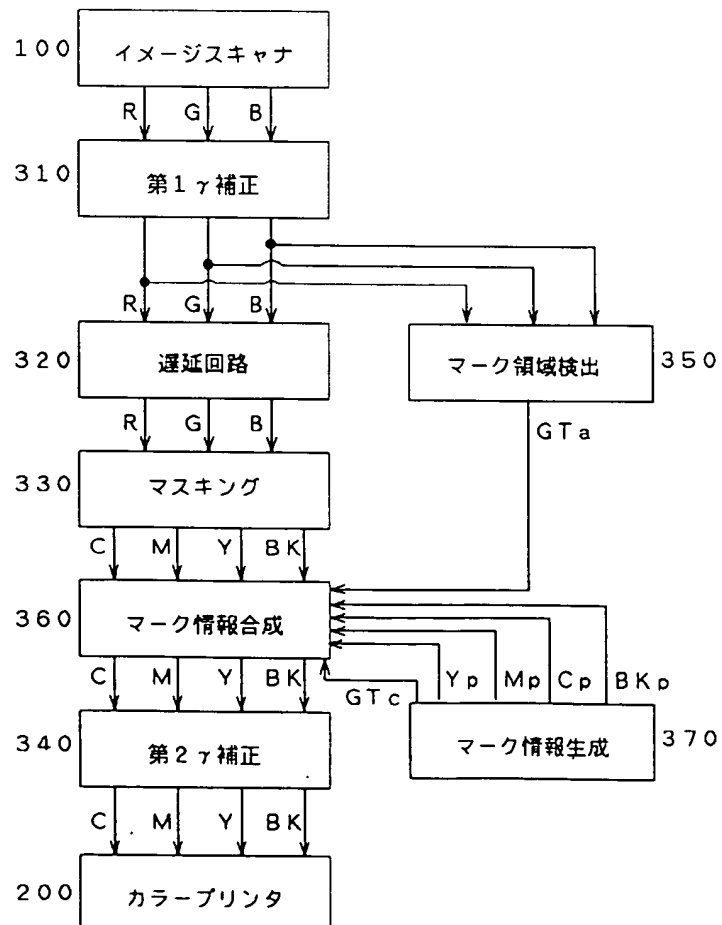 100 イメージスキャナ
R G B
310 第1γ補正
R G B
320 遅延回路
マーク領域検出 350
R G B
GTa
330 マスキング
C M Y BK
360 マーク情報合成
C M Y BK
GTc Yp Mp Cp BKp
340 第2γ補正
マーク情報生成 370
C M Y BK
200 カラープリンタ